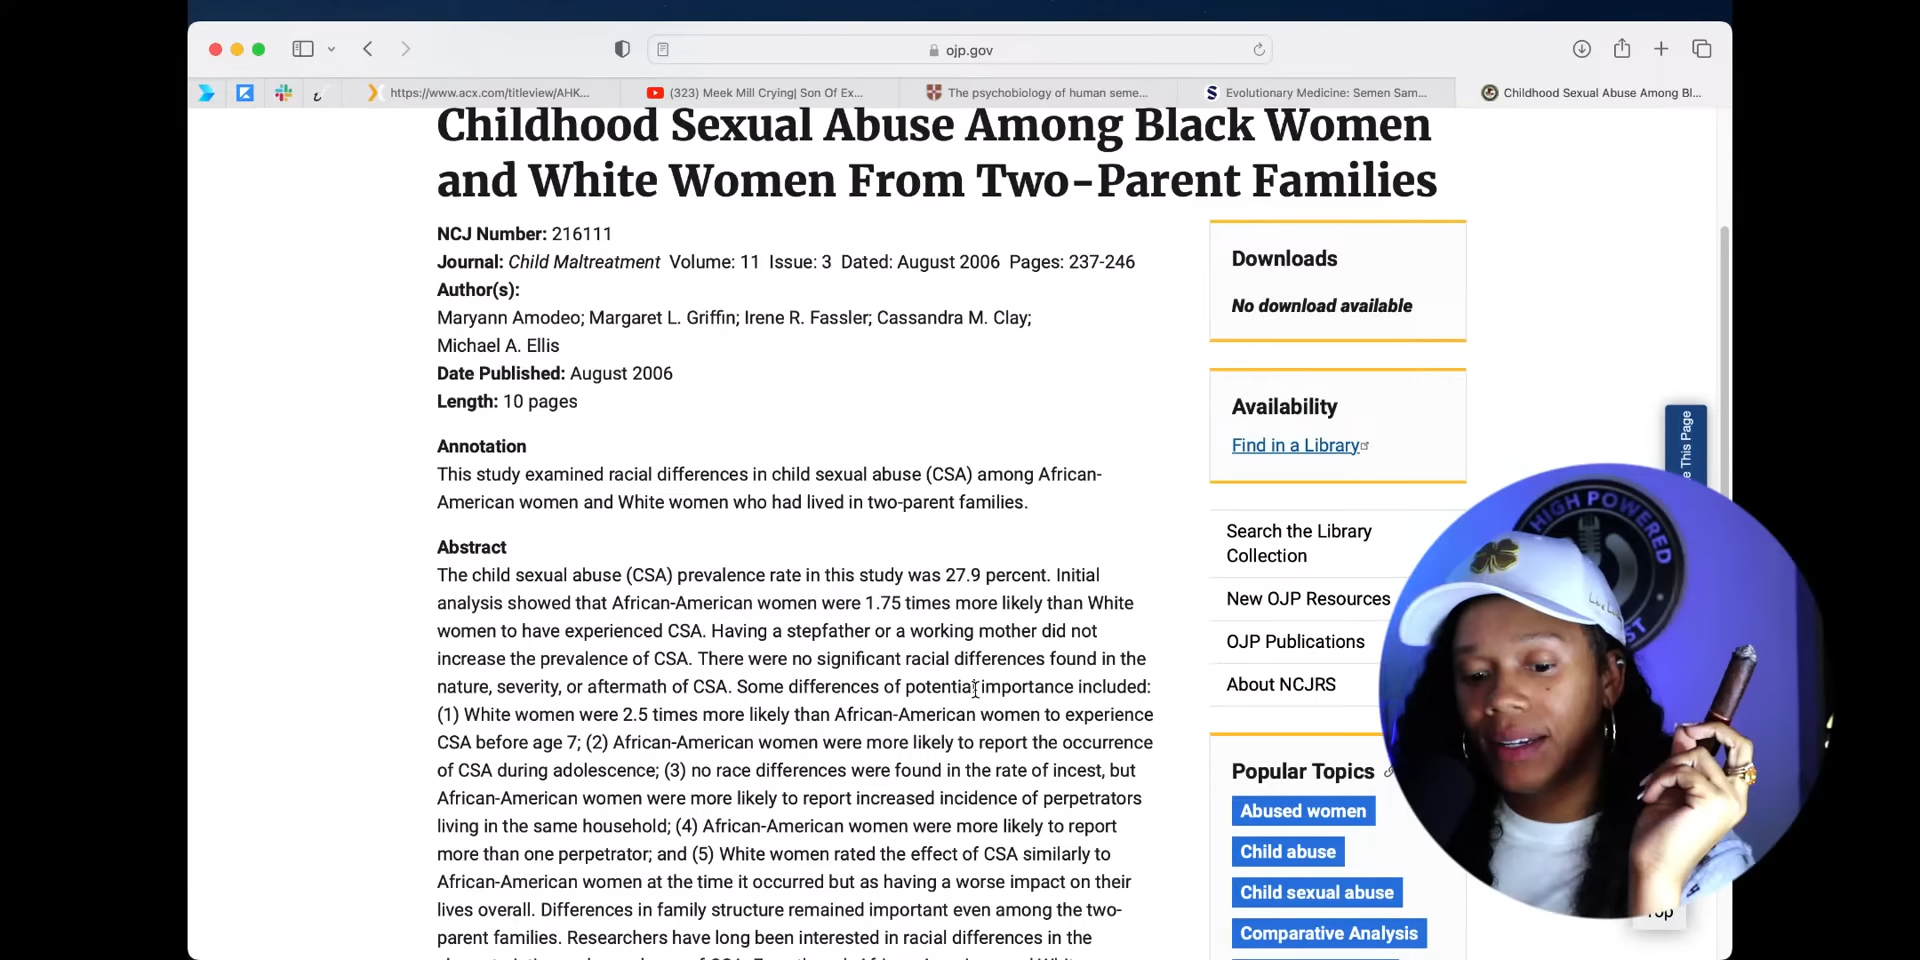 ojp.gov
https://www.acx.com/titleview/AHK...
(323) Meek Mill Crying| Son Of Ex...
The psychobiology of human seme...
Evolutionary Medicine: Semen Sam...
Childhood Sexual Abuse Among Bl...
Childhood Sexual Abuse Among Black Women
and White Women From Two-Parent Families
NCJ Number: 216111
Journal: Child Maltreatment Volume: 11 Issue: 3 Dated: August 2006 Pages: 237-246
Author(s):
Maryann Amodeo; Margaret L. Griffin; Irene R. Fassler; Cassandra M. Clay;
Michael A. Ellis
Date Published: August 2006
Length: 10 pages
Annotation
This study examined racial differences in child sexual abuse (CSA) among African-
American women and White women who had lived in two-parent families.
Abstract
The child sexual abuse (CSA) prevalence rate in this study was 27.9 percent. Initial
analysis showed that African-American women were 1.75 times more likely than White
women to have experienced CSA. Having a stepfather or a working mother did not
increase the prevalence of CSA. There were no significant racial differences found in the
nature, severity, or aftermath of CSA. Some differences of potential importance included:
(1) White women were 2.5 times more likely than African-American women to experience
CSA before age 7; (2) African-American women were more likely to report the occurrence
of CSA during adolescence; (3) no race differences were found in the rate of incest, but
African-American women were more likely to report increased incidence of perpetrators
living in the same household; (4) African-American women were more likely to report
more than one perpetrator; and (5) White women rated the effect of CSA similarly to
African-American women at the time it occurred but as having a worse impact on their
lives overall. Differences in family structure remained important even among the two-
parent families. Researchers have long been interested in racial differences in the
Downloads
No download available
Availability
Find in a Library
Search the Library
Collection
New OJP Resources
OJP Publications
About NCJRS
Popular Topics
Abused women
Child abuse
Child sexual abuse
Comparative Analysis
This Page
HIGH POWERED
Top